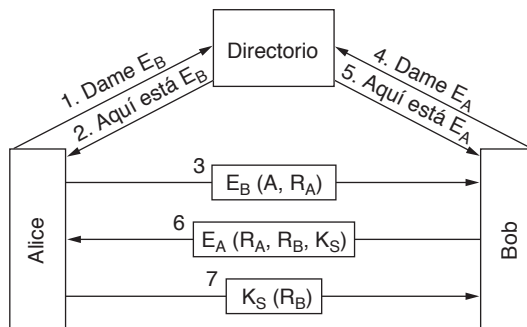 Directorio
1. Dame E_B
2. Aquí está E_B
4. Dame E_A
5. Aquí está E_A
Alice
Bob
3
E_B (A, R_A)
6
E_A (R_A, R_B, K_S)
7
K_S (R_B)